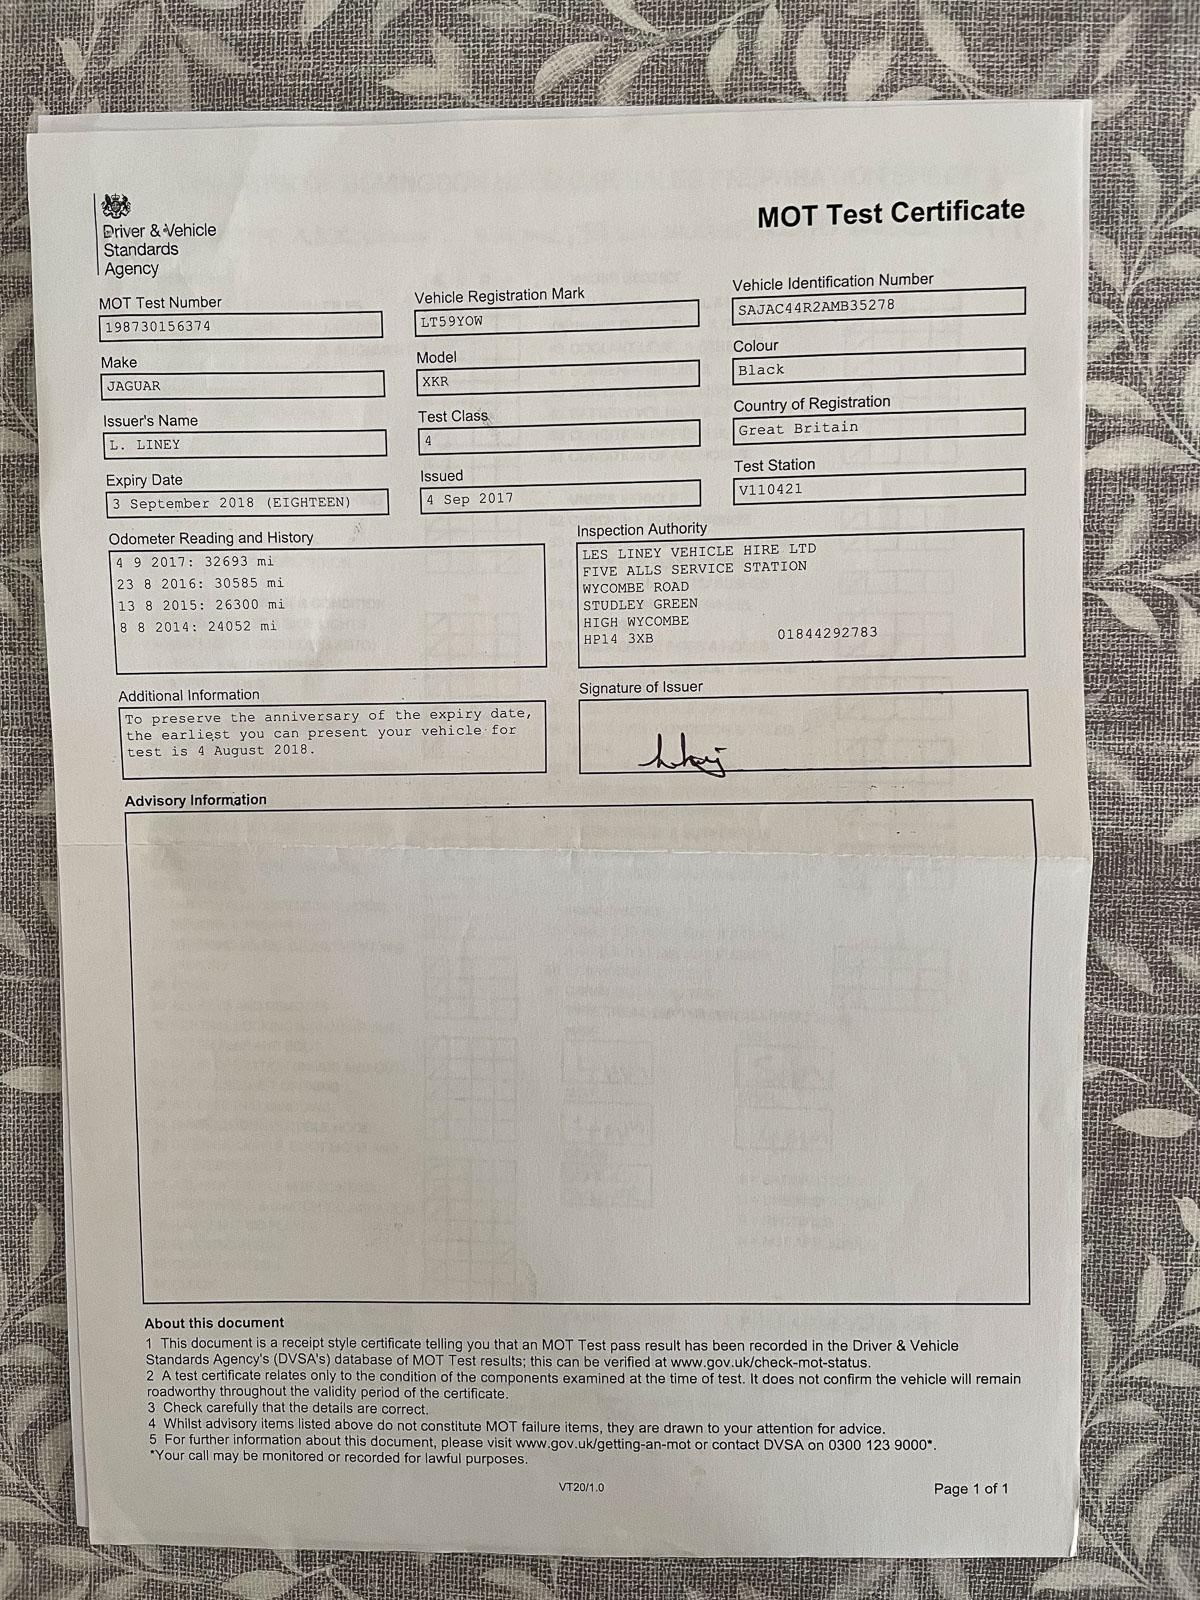 Driver & Vehicle
Standards
Agency
MOT Test Certificate
MOT Test Number
198730156374
Vehicle Registration Mark
LT59YOW
Vehicle Identification Number
SAJAC44R2AMB35278
Make
JAGUAR
Model
XKR
Colour
Black
Issuer's Name
L. LINEY
Test Class
4
Country of Registration
Great Britain
Expiry Date
3 September 2018 (EIGHTEEN)
Issued
4 Sep 2017
Test Station
V110421
Odometer Reading and History
4 9 2017: 32693 mi
23 8 2016: 30585 mi
13 8 2015: 26300 mi
8 8 2014: 24052 mi
Inspection Authority
LES LINEY VEHICLE HIRE LTD
FIVE ALLS SERVICE STATION
WYCOMBE ROAD
STUDLEY GREEN
HIGH WYCOMBE
HP14 3XB 01844292783
Additional Information
To preserve the anniversary of the expiry date,
the earliest you can present your vehicle for
test is 4 August 2018.
Signature of Issuer
Advisory Information
About this document
1 This document is a receipt style certificate telling you that an MOT Test pass result has been recorded in the Driver & Vehicle
Standards Agency's (DVSA's) database of MOT Test results; this can be verified at www.gov.uk/check-mot-status.
2 A test certificate relates only to the condition of the components examined at the time of test. It does not confirm the vehicle will remain
roadworthy throughout the validity period of the certificate.
3 Check carefully that the details are correct.
4 Whilst advisory items listed above do not constitute MOT failure items, they are drawn to your attention for advice.
5 For further information about this document, please visit www.gov.uk/getting-an-mot or contact DVSA on 0300 123 9000*.
*Your call may be monitored or recorded for lawful purposes.
VT20/1.0
Page 1 of 1